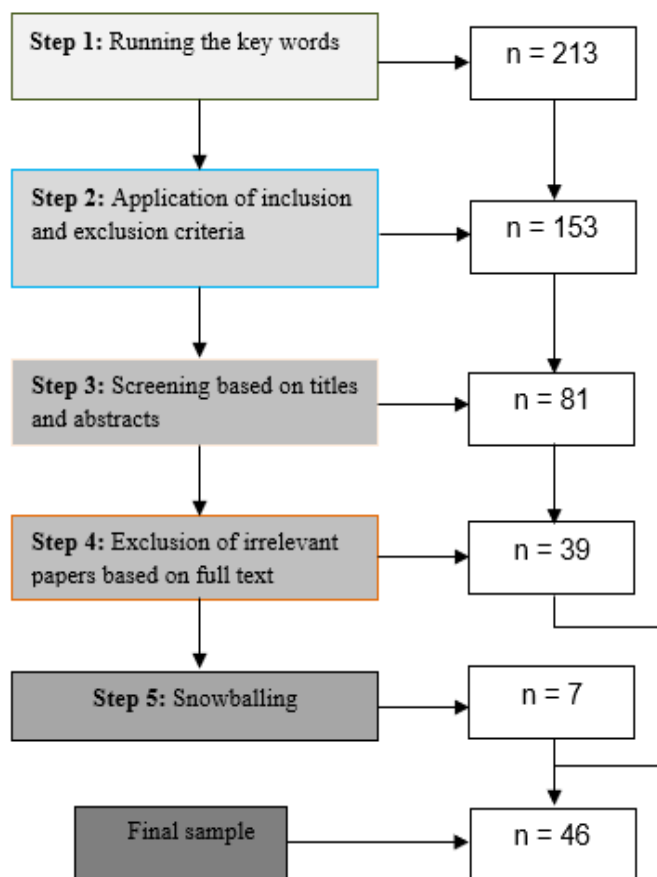 Step 1: Running the key words
n = 213
Step 2: Application of inclusion
and exclusion criteria
n = 153
Step 3: Screening based on titles
and abstracts
n = 81
Step 4: Exclusion of irrelevant
papers based on full text
n = 39
Step 5: Snowballing
n = 7
Final sample
n = 46